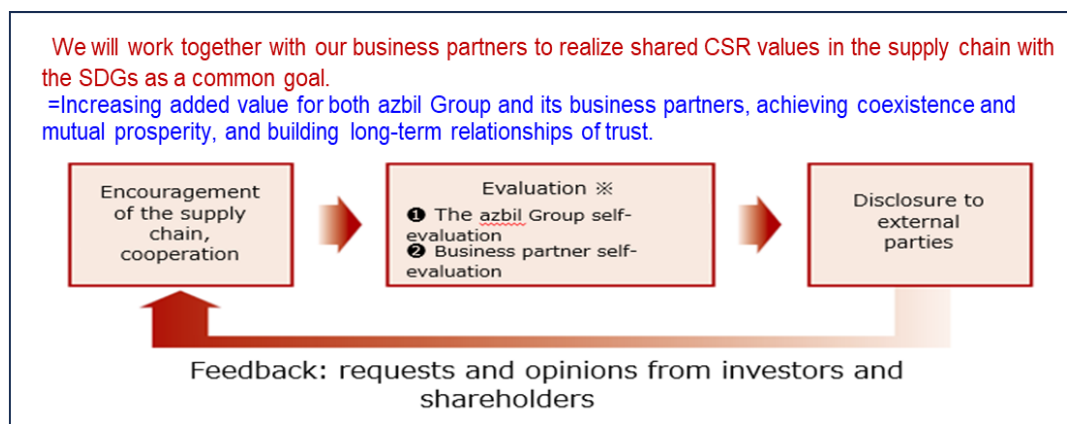 We will work together with our business partners to realize shared CSR values in the supply chain with
the SDGs as a common goal.
=Increasing added value for both azbil Group and its business partners, achieving coexistence and
mutual prosperity, and building long-term relationships of trust.
Encouragement
of the supply
chain,
cooperation
Evaluation ※
❶ The azbil Group self-
evaluation
❷ Business partner self-
evaluation
Disclosure to
external
parties
Feedback: requests and opinions from investors and
shareholders